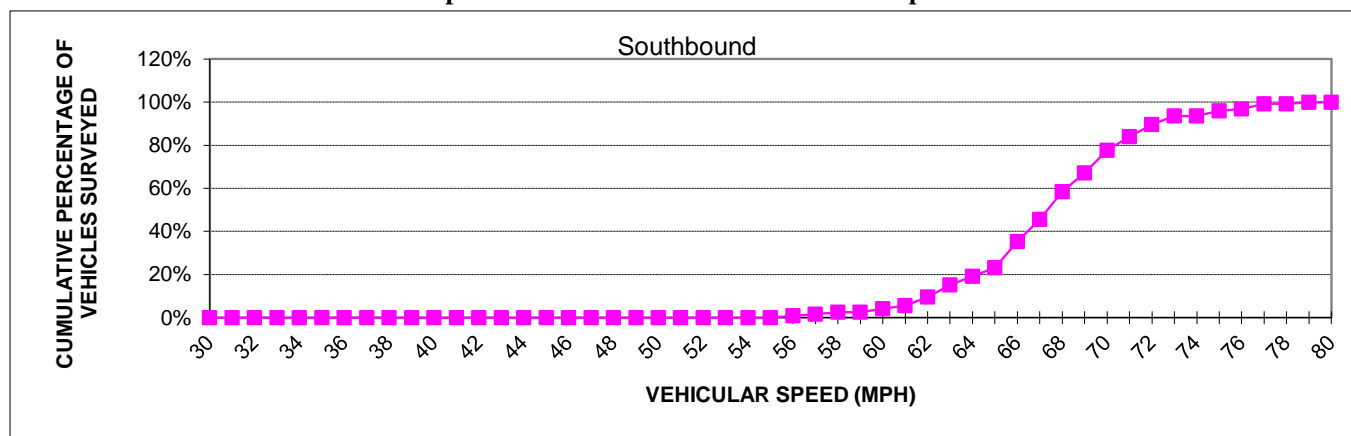 Southbound
CUMULATIVE PERCENTAGE OF
VEHICLES SURVEYED
120%
100%
80%
60%
40%
20%
0%
30 32 34 36 38 40 42 44 46 48 50 52 54 56 58 60 62 64 66 68 70 72 74 76 78 80
VEHICULAR SPEED (MPH)